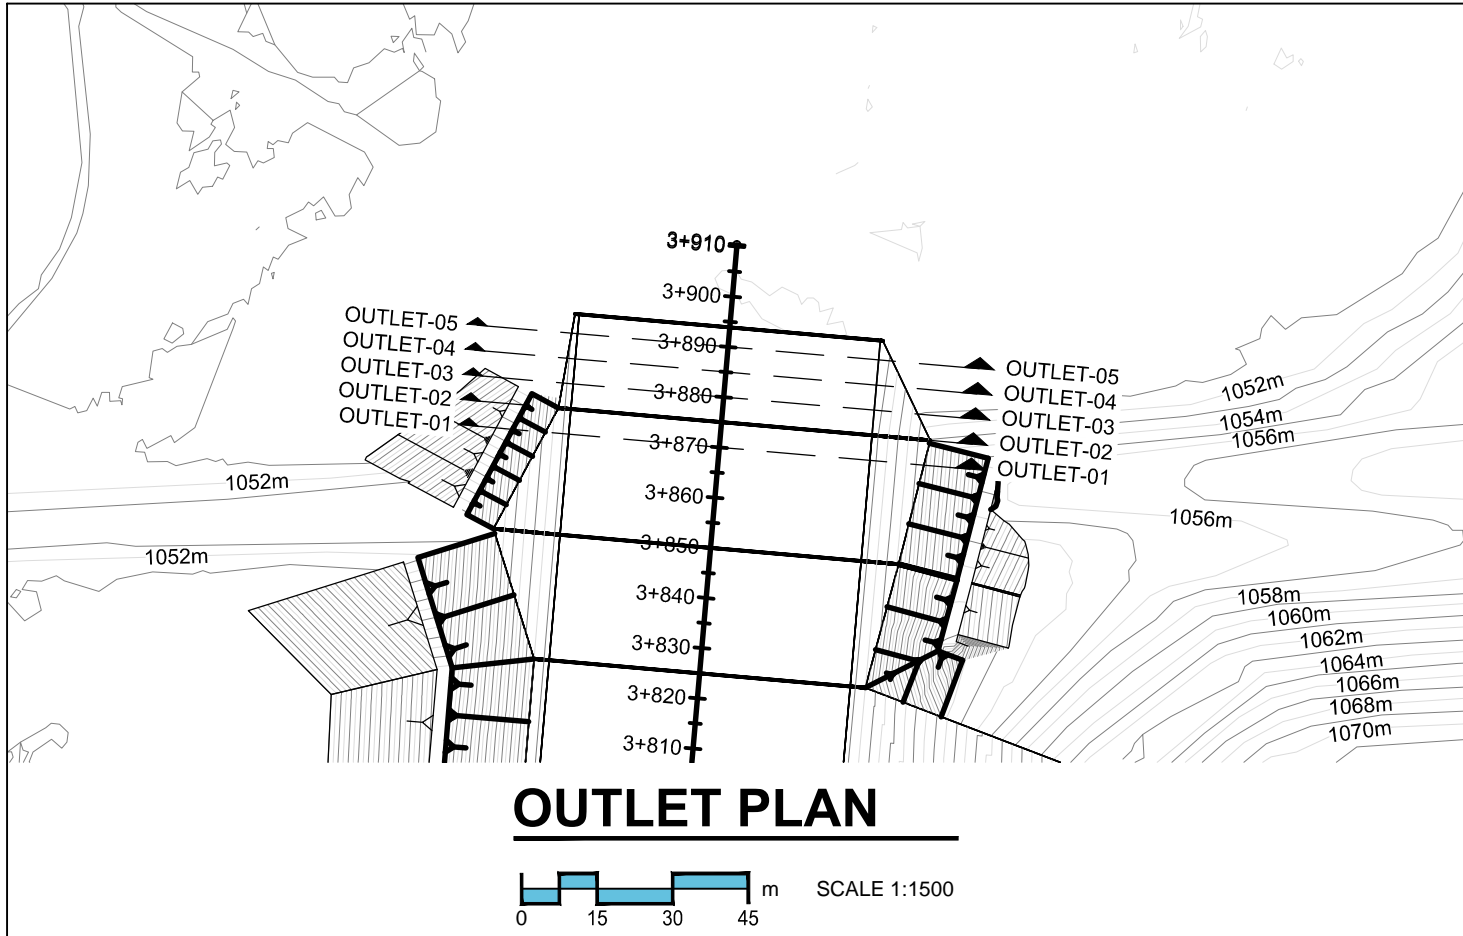 3+910
3+900
3+890
3+880
3+870
3+860
3+850
3+840
3+830
3+820
3+810
OUTLET-05
OUTLET-04
OUTLET-03
OUTLET-02
OUTLET-01
OUTLET-05
OUTLET-04
OUTLET-03
OUTLET-02
OUTLET-01
1052m
1052m
1052m
1054m
1056m
1056m
1058m
1060m
1062m
1064m
1066m
1068m
1070m
OUTLET PLAN
m SCALE 1:1500
0 15 30 45